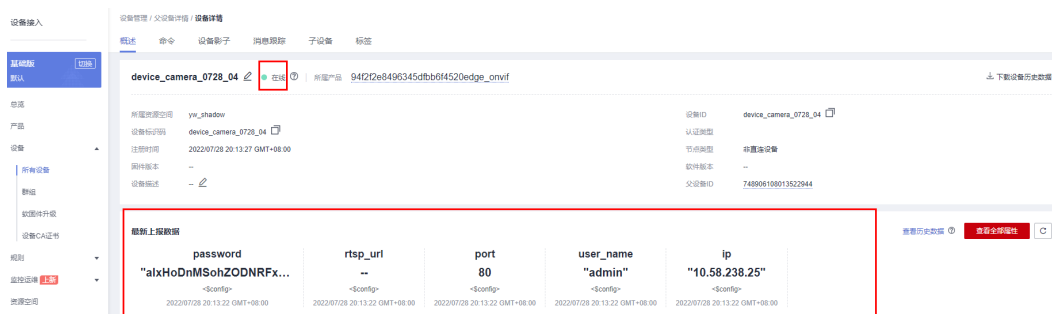 设备接入
设备管理 / 父设备详情 / 设备详情
概述 命令 设备影子 消息跟踪 子设备 标签
基础版 切换
默认
device_camera_0728_04 在线 所属产品 94f2f2e8496345dfbb6f4520edge_onvif 下载设备历史数据
总览
产品
设备
所有设备
群组
软固件升级
设备CA证书
规则
监控运维 上新
资源空间
所属资源空间 yw_shadow 设备ID device_camera_0728_04
设备标识码 device_camera_0728_04 认证类型
注册时间 2022/07/28 20:13:27 GMT+08:00 节点类型 非直连设备
固件版本 -- 软件版本 --
设备描述 -- 父设备ID 748906108013522944
最新上报数据 查看历史数据 查看全部属性
password rtsp_url port user_name ip
"alxHoDnMSohZODNRFx... -- 80 "admin" "10.58.238.25"
<$config> <$config> <$config> <$config> <$config>
2022/07/28 20:13:22 GMT+08:00 2022/07/28 20:13:22 GMT+08:00 2022/07/28 20:13:22 GMT+08:00 2022/07/28 20:13:22 GMT+08:00 2022/07/28 20:13:22 GMT+08:00